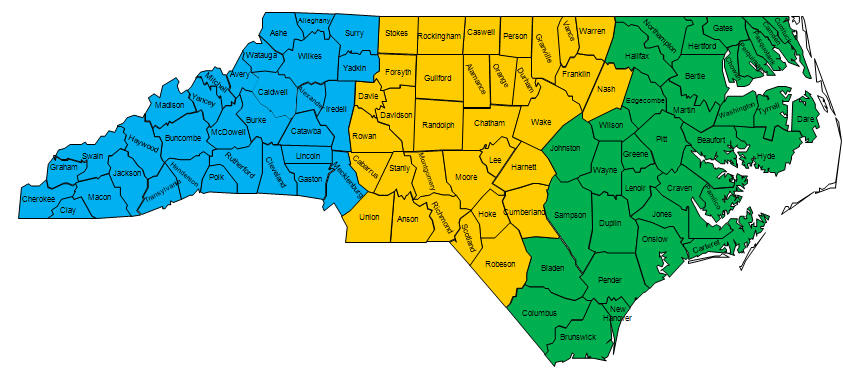 Alleghany
Ashe
Surry
Stokes
Rockingham
Caswell
Person
Granville
Vance
Warren
Northampton
Gates
Hertford
Halifax
Bertie
Chowan
Watauga
Wilkes
Yadkin
Forsyth
Guilford
Alamance
Orange
Durham
Franklin
Nash
Edgecombe
Martin
Washington
Tyrrell
Dare
Avery
Mitchell
Yancey
Caldwell
Alexander
Iredell
Davie
Davidson
Randolph
Chatham
Wake
Wilson
Pitt
Beaufort
Hyde
Madison
Buncombe
McDowell
Burke
Catawba
Rowan
Johnston
Greene
Wayne
Haywood
Swain
Graham
Jackson
Henderson
Transylvania
Polk
Rutherford
Cleveland
Lincoln
Gaston
Mecklenburg
Cabarrus
Stanly
Montgomery
Moore
Lee
Harnett
Lenoir
Craven
Pamlico
Cherokee
Clay
Macon
Union
Anson
Richmond
Scotland
Hoke
Cumberland
Sampson
Duplin
Jones
Onslow
Carteret
Robeson
Bladen
Pender
Columbus
Brunswick
New
Hanover